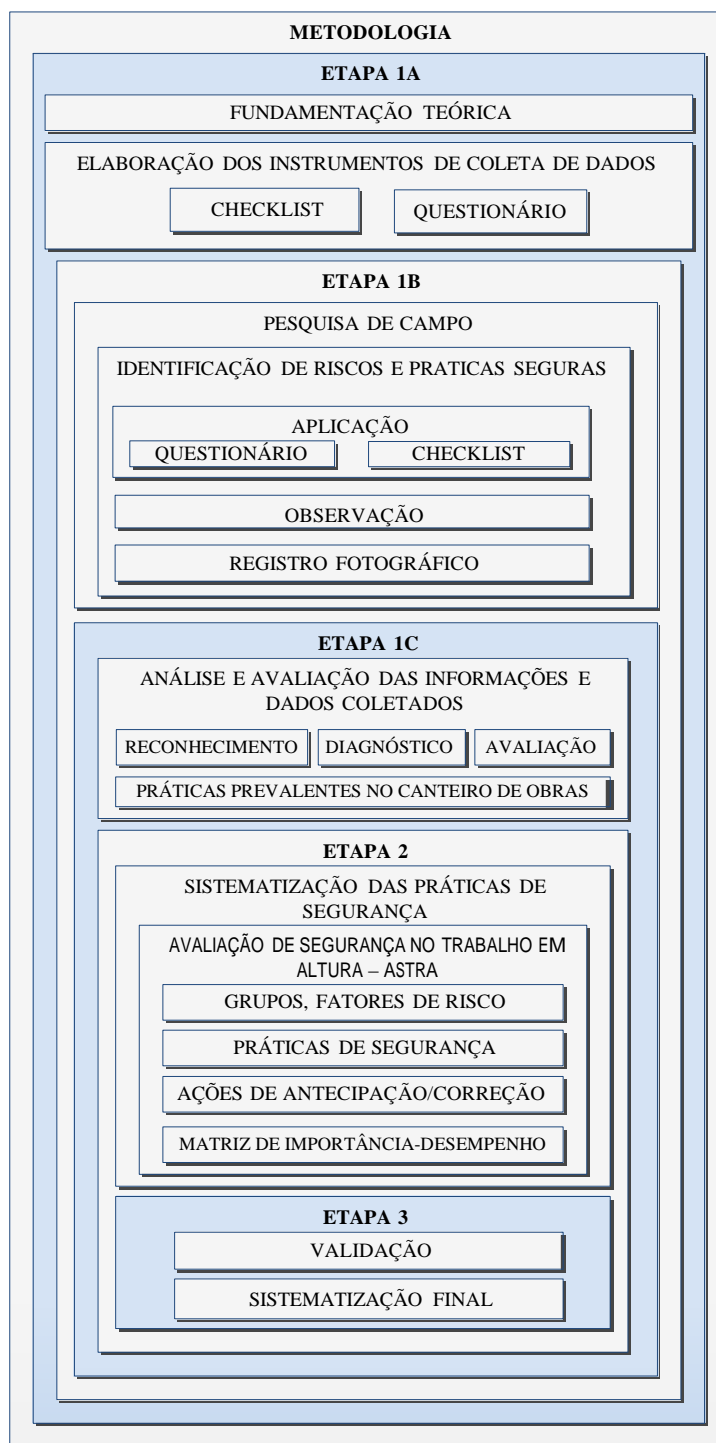 METODOLOGIA
ETAPA 1A
FUNDAMENTAÇÃO TEÓRICA
ELABORAÇÃO DOS INSTRUMENTOS DE COLETA DE DADOS
CHECKLIST QUESTIONÁRIO
ETAPA 1B
PESQUISA DE CAMPO
IDENTIFICAÇÃO DE RISCOS E PRATICAS SEGURAS
APLICAÇÃO
QUESTIONÁRIO CHECKLIST
OBSERVAÇÃO
REGISTRO FOTOGRÁFICO
ETAPA 1C
ANÁLISE E AVALIAÇÃO DAS INFORMAÇÕES E
DADOS COLETADOS
RECONHECIMENTO DIAGNÓSTICO AVALIAÇÃO
PRÁTICAS PREVALENTES NO CANTEIRO DE OBRAS
ETAPA 2
SISTEMATIZAÇÃO DAS PRÁTICAS DE
SEGURANÇA
AVALIAÇÃO DE SEGURANÇA NO TRABALHO EM
ALTURA – ASTRA
GRUPOS, FATORES DE RISCO
PRÁTICAS DE SEGURANÇA
AÇÕES DE ANTECIPAÇÃO/CORREÇÃO
MATRIZ DE IMPORTÂNCIA-DESEMPENHO
ETAPA 3
VALIDAÇÃO
SISTEMATIZAÇÃO FINAL